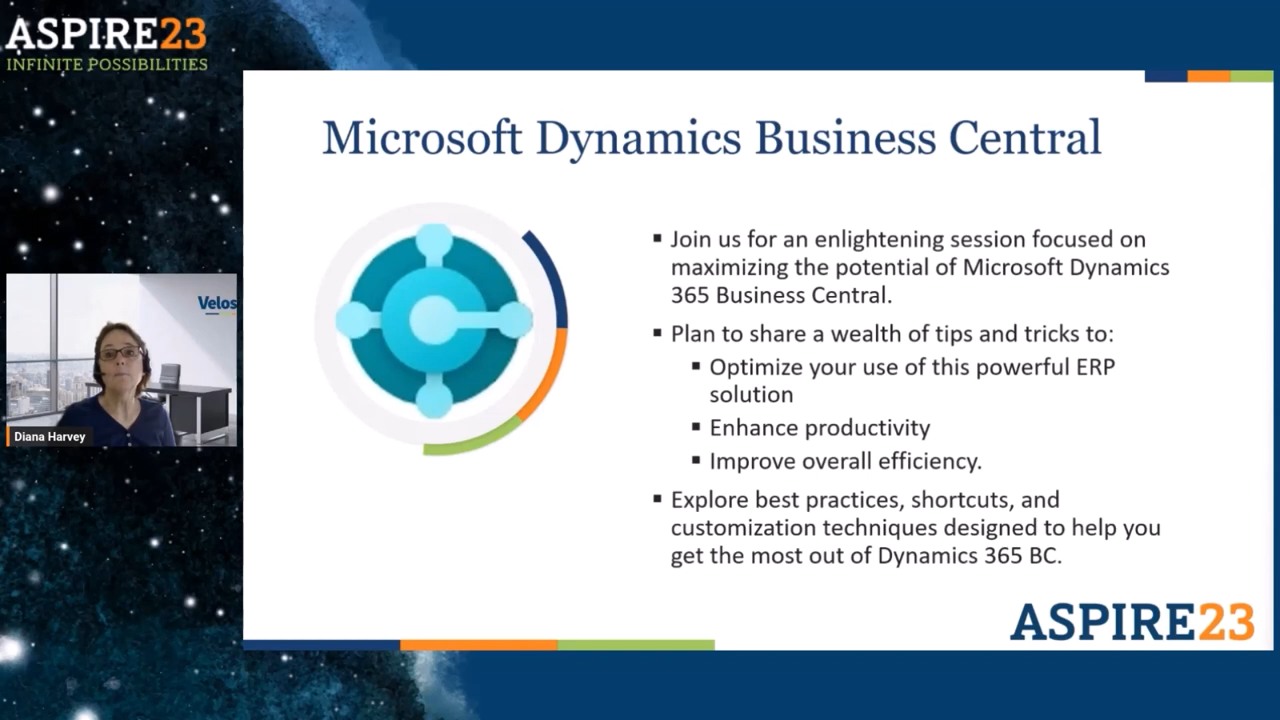 ASPIRE23
INFINITE POSSIBILITIES
Microsoft Dynamics Business Central
▪ Join us for an enlightening session focused on
maximizing the potential of Microsoft Dynamics
365 Business Central.
▪ Plan to share a wealth of tips and tricks to:
▪ Optimize your use of this powerful ERP
solution
▪ Enhance productivity
▪ Improve overall efficiency.
▪ Explore best practices, shortcuts, and
customization techniques designed to help you
get the most out of Dynamics 365 BC.
Velos
Diana Harvey
ASPIRE23